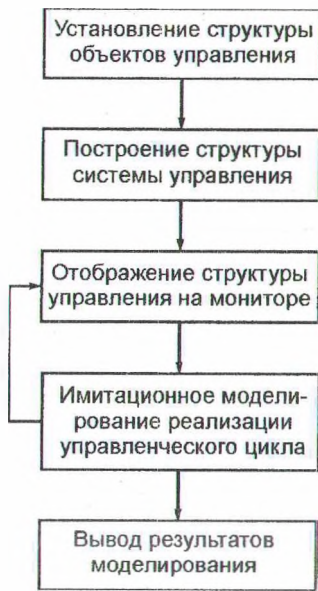 Установление структуры
объектов управления
Построение структуры
системы управления
Отображение структуры
управления на мониторе
Имитационное модели-
рование реализации
управленческого цикла
Вывод результатов
моделирования